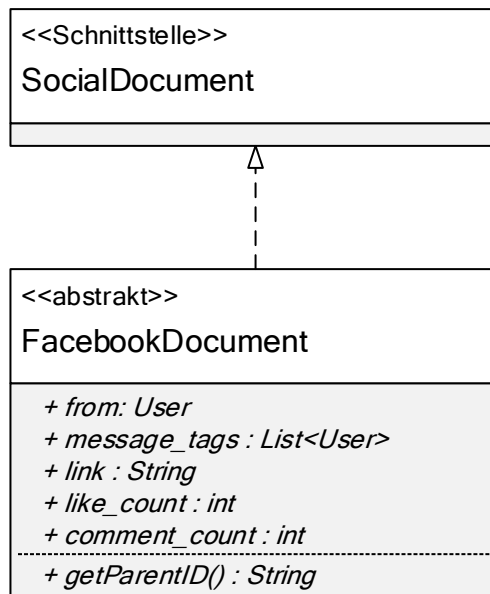 <<Schnittstelle>>
SocialDocument
<<abstrakt>>
FacebookDocument
+ from: User
+ message_tags : List<User>
+ link : String
+ like_count : int
+ comment_count : int
+ getParentID() : String